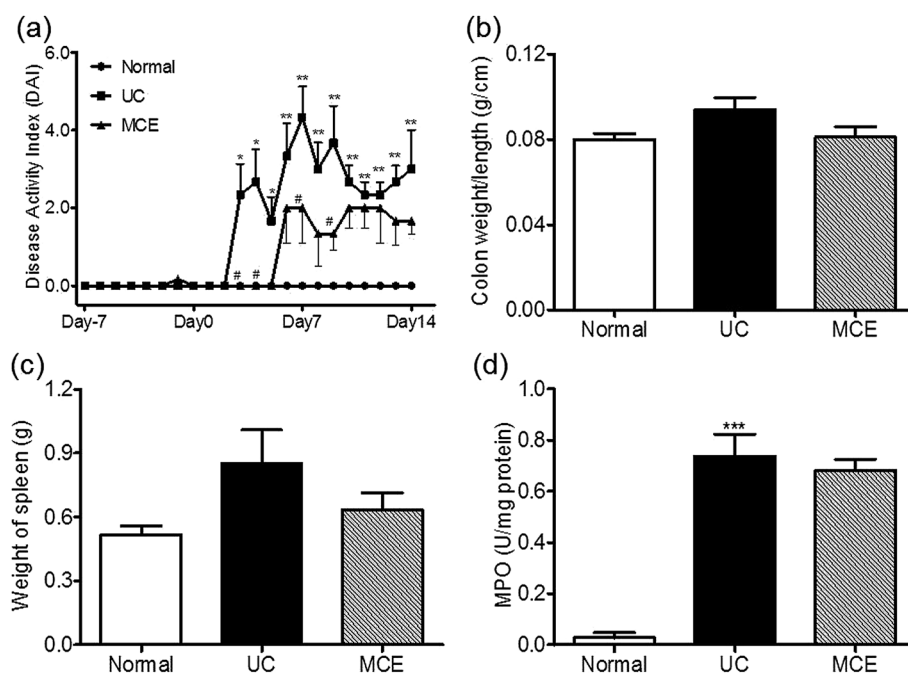 (a)
Disease Activity Index (DAI)
6.0
4.0
2.0
0.0
Normal
UC
MCE
* * * ** ** ** ** ** ** ** ** **
# # # #
Day-7 Day0 Day7 Day14
(b)
Colon weight/length (g/cm)
0.12
0.08
0.04
0.00
Normal UC MCE
(c)
Weight of spleen (g)
1.2
0.9
0.6
0.3
0.0
Normal UC MCE
(d)
MPO (U/mg protein)
1.0
0.8
0.6
0.4
0.2
0.0
***
Normal UC MCE